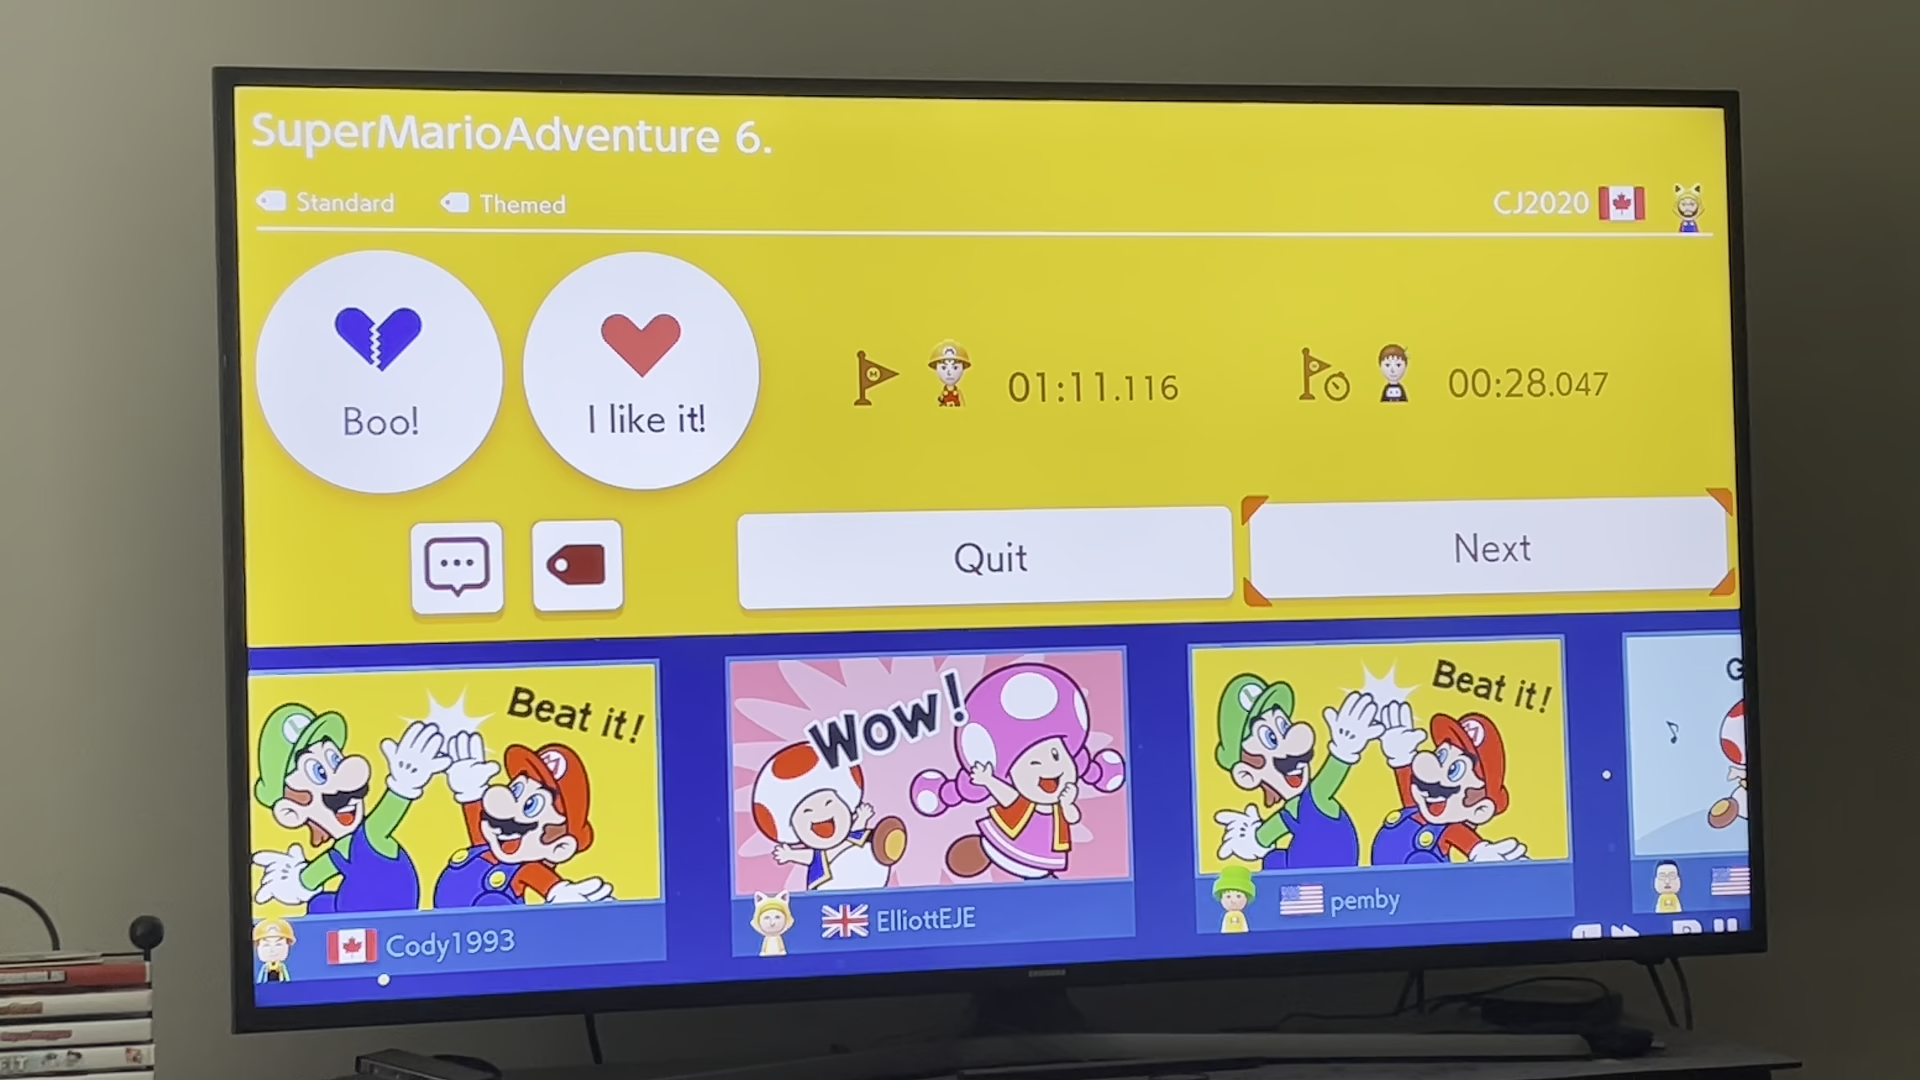 SuperMarioAdventure 6.
Standard Themed
CJ2020
Boo!
I like it!
01:11.116
00:28.047
Quit
Next
Beat it!
Wow!
Beat it!
Cody1993
ElliottEJE
pemby